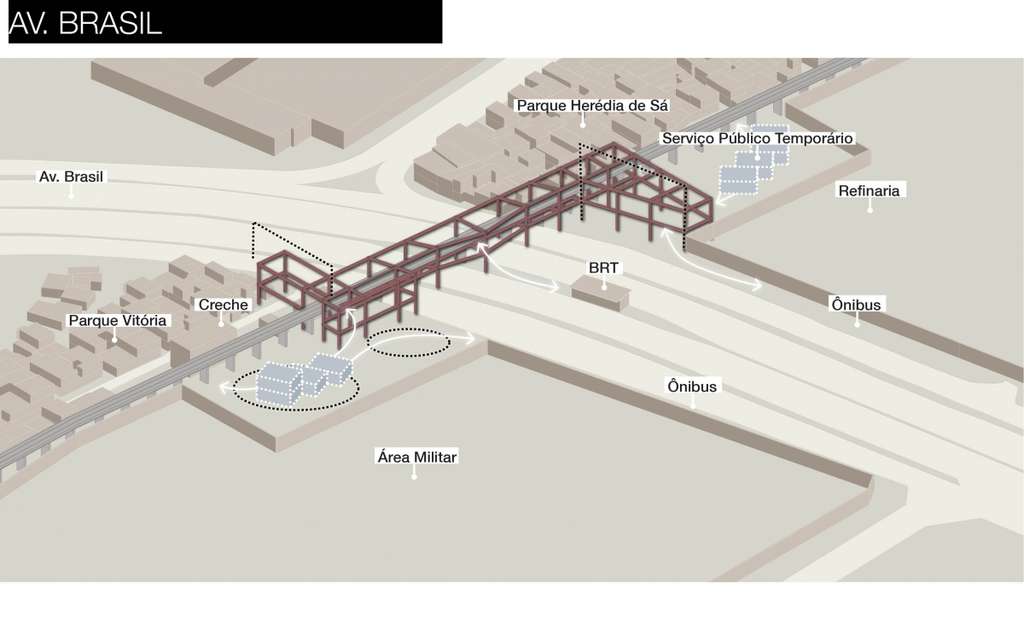 AV. BRASIL
Parque Herédia de Sá
Serviço Público Temporário
Av. Brasil
Refinaria
BRT
Creche
Ônibus
Parque Vitória
Ônibus
Área Militar